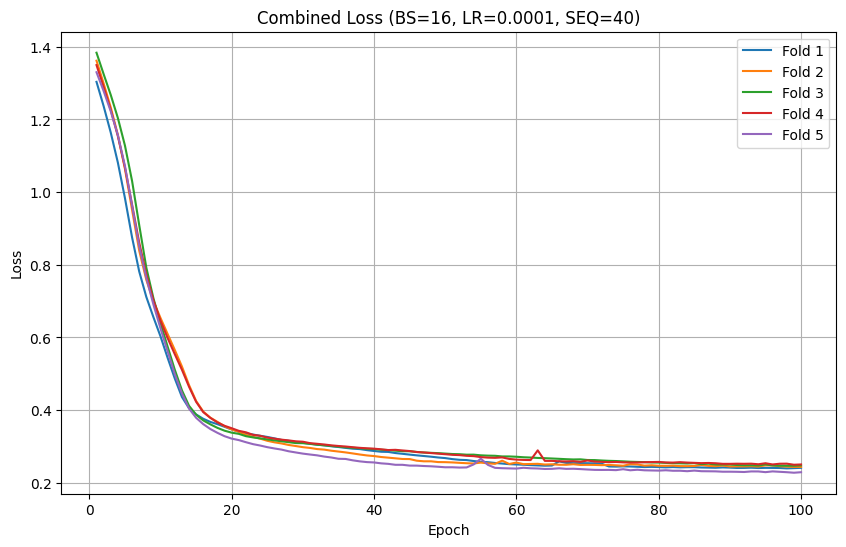 Combined Loss (BS=16, LR=0.0001, SEQ=40)
Fold 1
Fold 2
Fold 3
Fold 4
Fold 5
Loss
1.4
1.2
1.0
0.8
0.6
0.4
0.2
0 20 40 60 80 100
Epoch